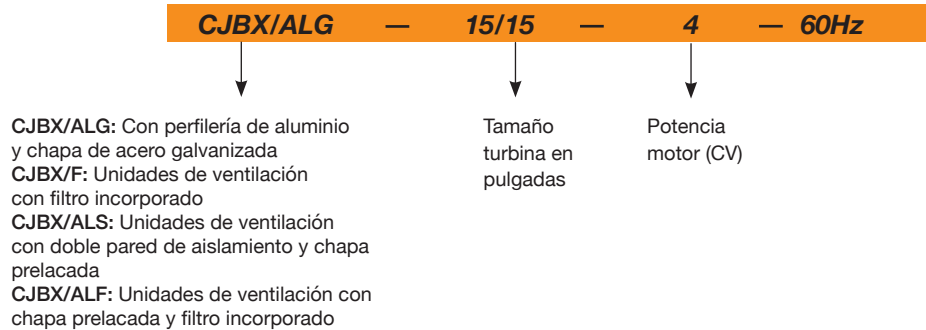 CJBX/ALG — 15/15 — 4 — 60Hz
CJBX/ALG: Con perfilería de aluminio
y chapa de acero galvanizada
CJBX/F: Unidades de ventilación
con filtro incorporado
CJBX/ALS: Unidades de ventilación
con doble pared de aislamiento y chapa
prelacada
CJBX/ALF: Unidades de ventilación con
chapa prelacada y filtro incorporado
Tamaño
turbina en
pulgadas
Potencia
motor (CV)